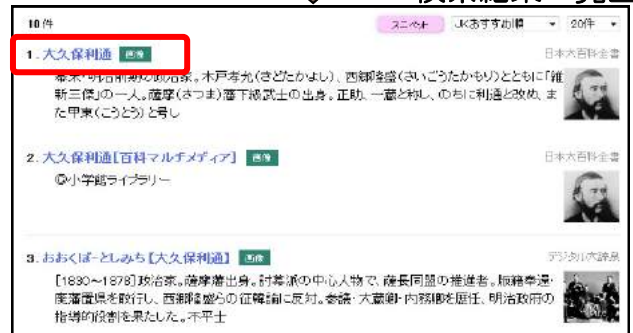 10件 スニペット JKおすすめ順 20件
1. 大久保利通 画像 日本大百科全書
幕末・明治前期の政治家。木戸孝允(きどたかよし)、西郷隆盛(さいごうたかもり)とともに「維
新三傑」の一人。薩摩(さつま)藩下級武士の出身。正助、一蔵と称し、のちに利通と改め、ま
た甲東(こうとう)と号し
2. 大久保利通[百科マルチメディア] 画像 日本大百科全書
©小学館ライブラリー
3. おおくぼ‐としみち【大久保利通】 画像 デジタル大辞泉
[1830~1878]政治家。薩摩藩出身。討幕派の中心人物で、薩長同盟の推進者。版籍奉還・
廃藩置県を敢行し、西郷隆盛らの征韓論に反対。参議・大蔵卿・内務卿を歴任、明治政府の
指導的役割を果たした。不平士